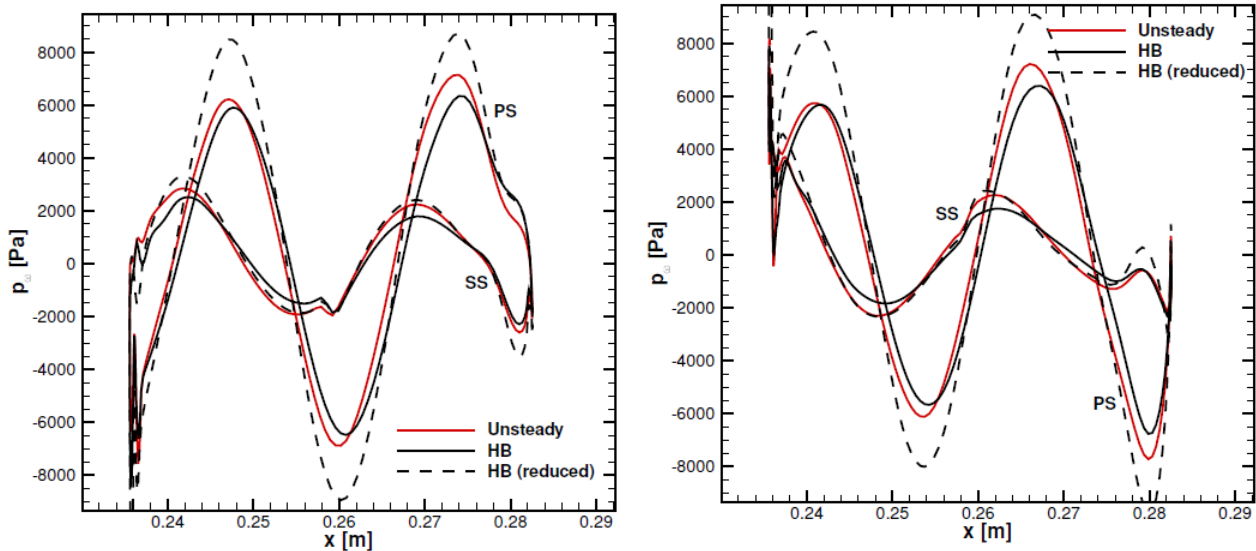 8000
6000
4000
2000
0
-2000
-4000
-6000
-8000
p_ω [Pa]
PS
SS
Unsteady
HB
HB (reduced)
0.24 0.25 0.26 0.27 0.28 0.29
x [m]
Unsteady
HB
HB (reduced)
8000
6000
4000
2000
0
-2000
-4000
-6000
-8000
p_ω [Pa]
SS
PS
0.24 0.25 0.26 0.27 0.28 0.29
x [m]